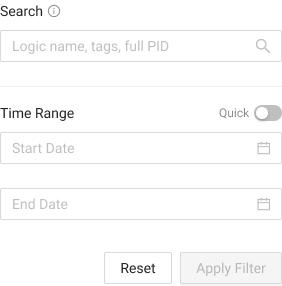 Search
Logic name, tags, full PID
Time Range
Quick
Start Date
End Date
Reset
Apply Filter